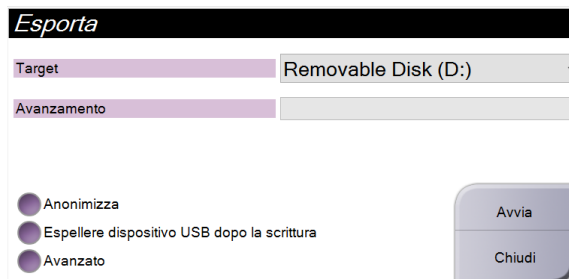 Esporta
Target
Removable Disk (D:)
Avanzamento
Anonimizza
Espellere dispositivo USB dopo la scrittura
Avanzato
Avvia
Chiudi